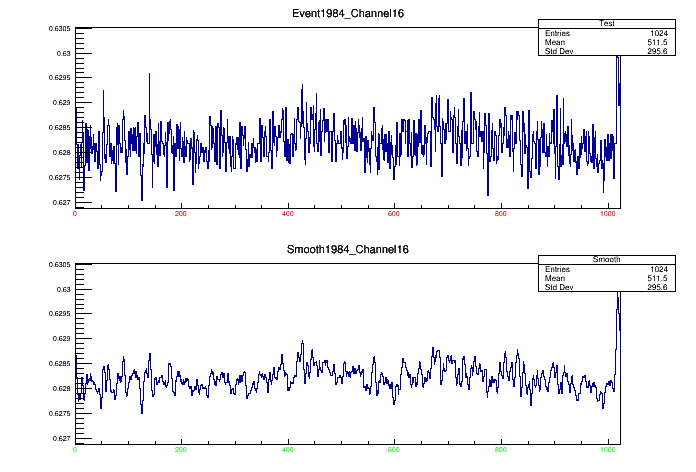 Event1984_Channel16
Test
Entries 1024
Mean 511.5
Std Dev 295.6
0.6305
0.63
0.6295
0.629
0.6285
0.628
0.6275
0.627
0 200 400 600 800 1000
Smooth1984_Channel16
Smooth
Entries 1024
Mean 511.5
Std Dev 295.6
0.6305
0.63
0.6295
0.629
0.6285
0.628
0.6275
0.627
0 200 400 600 800 1000